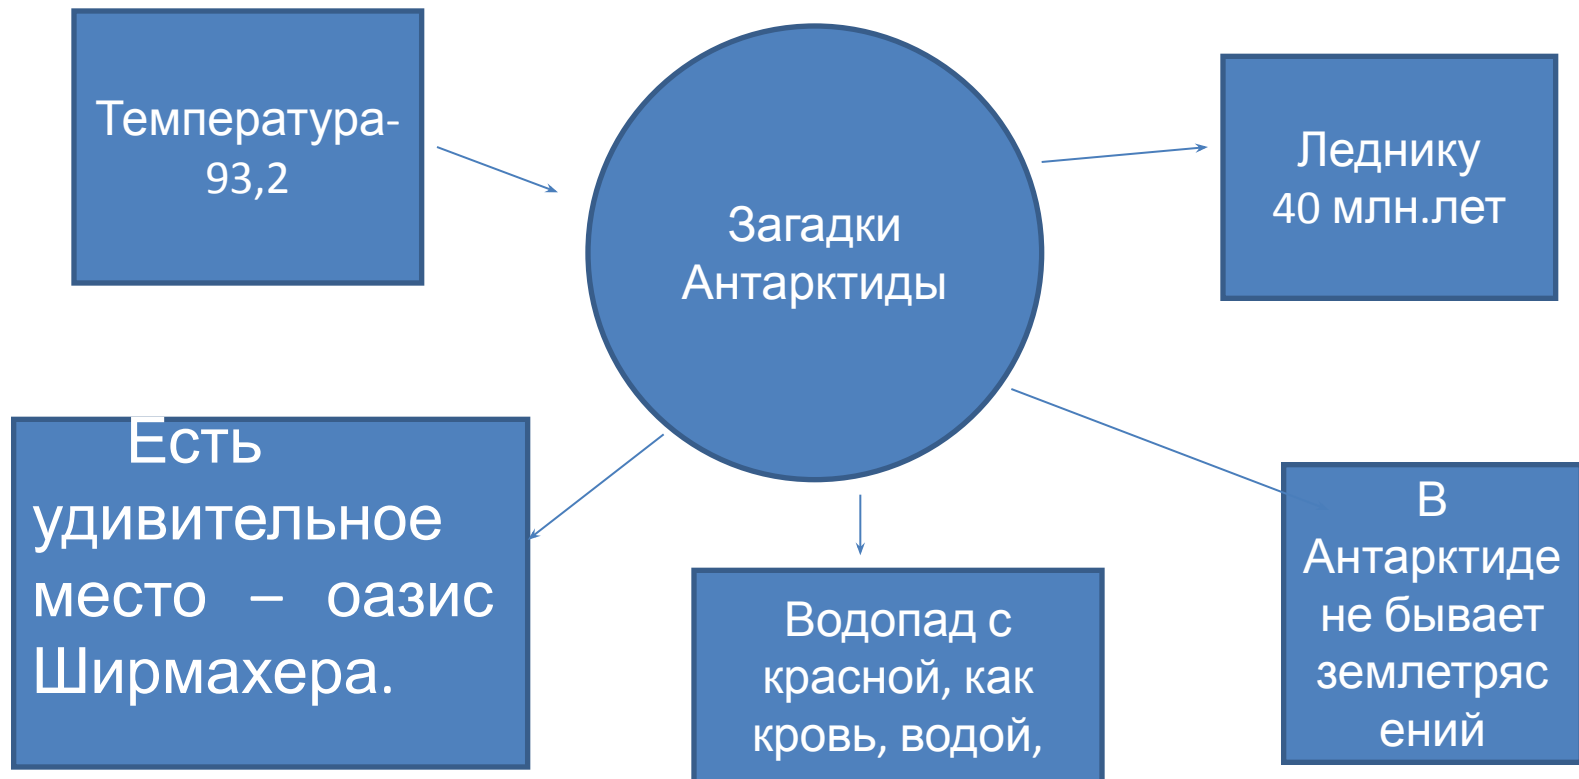 Температура-
93,2
Загадки
Антарктиды
Леднику
40 млн.лет
Есть
удивительное
место – оазис
Ширмахера.
Водопад с
красной, как
кровь, водой,
В
Антарктиде
не бывает
землетряс
ений